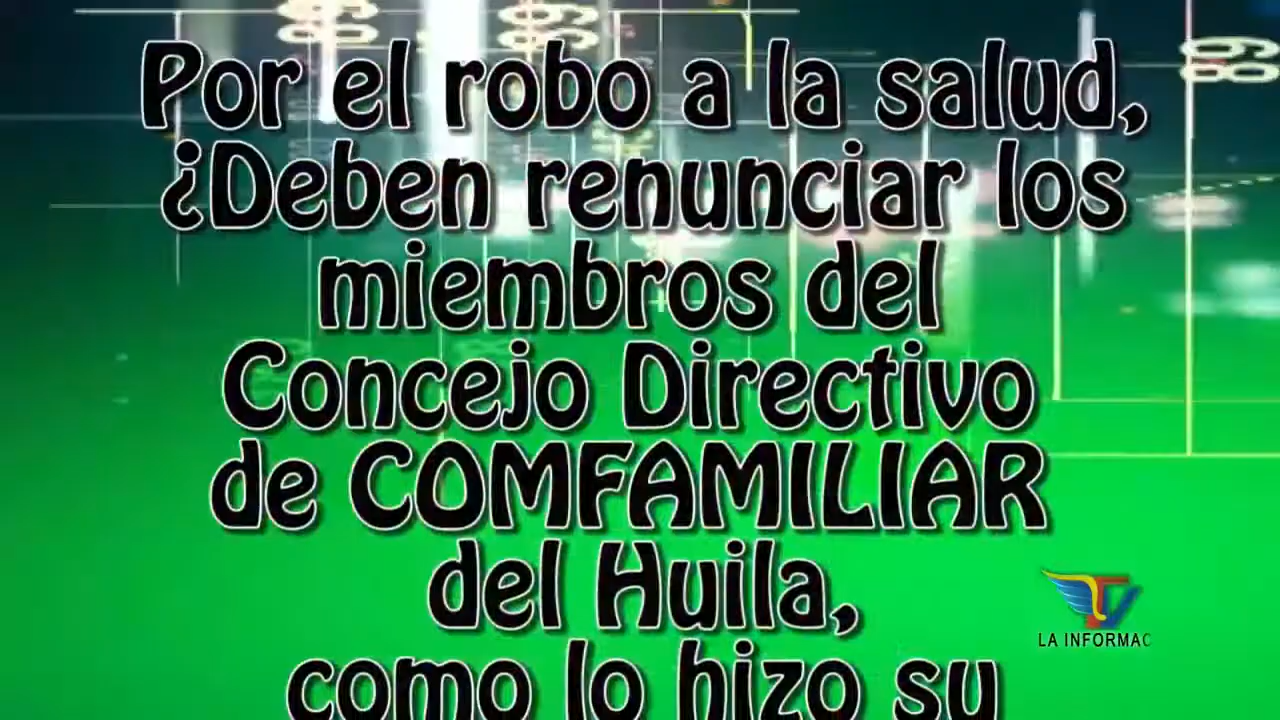 Por el robo a la salud,
¿Deben renunciar los
miembros del
Concejo Directivo
de COMFAMILIAR
del Huila,
como lo hizo su
TV
LA INFORMAC